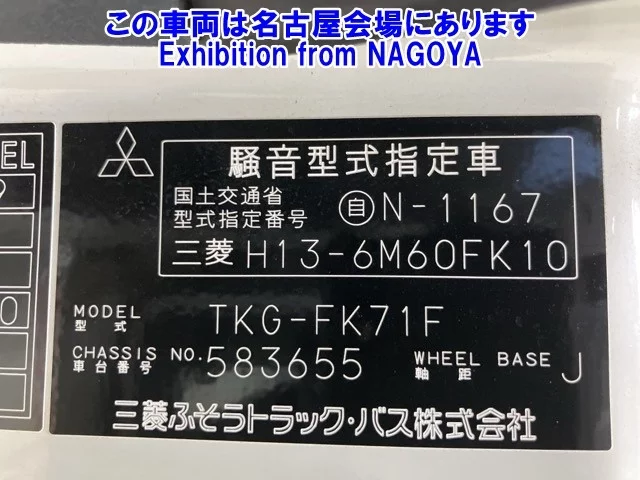 この車両は名古屋会場にあります
Exhibition from NAGOYA
騒音型式指定車
国土交通省
型式指定番号 自 N-1167
三菱 H13-6M60FK10
MODEL
型式 TKG-FK71F
CHASSIS NO.
車台番号 583655 WHEEL BASE
軸距 J
三菱ふそうトラック・バス株式会社